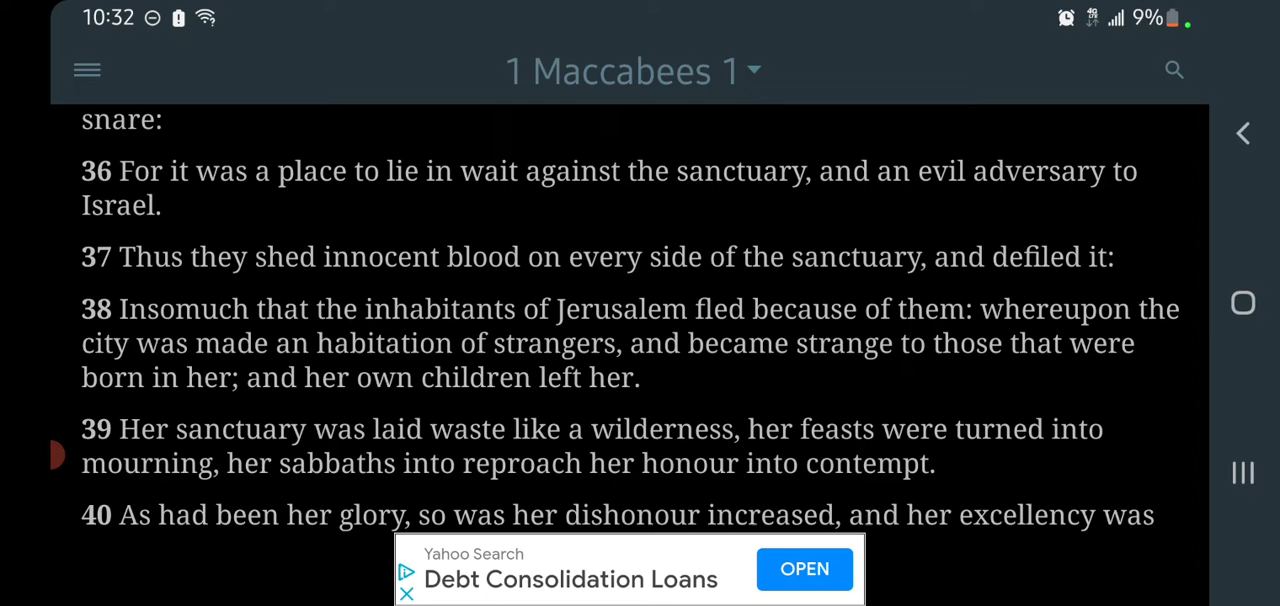 10:32
4G
9%
1 Maccabees 1
snare:
36 For it was a place to lie in wait against the sanctuary, and an evil adversary to
Israel.
37 Thus they shed innocent blood on every side of the sanctuary, and defiled it:
38 Insomuch that the inhabitants of Jerusalem fled because of them: whereupon the
city was made an habitation of strangers, and became strange to those that were
born in her; and her own children left her.
39 Her sanctuary was laid waste like a wilderness, her feasts were turned into
mourning, her sabbaths into reproach her honour into contempt.
40 As had been her glory, so was her dishonour increased, and her excellency was
Yahoo Search
Debt Consolidation Loans
OPEN